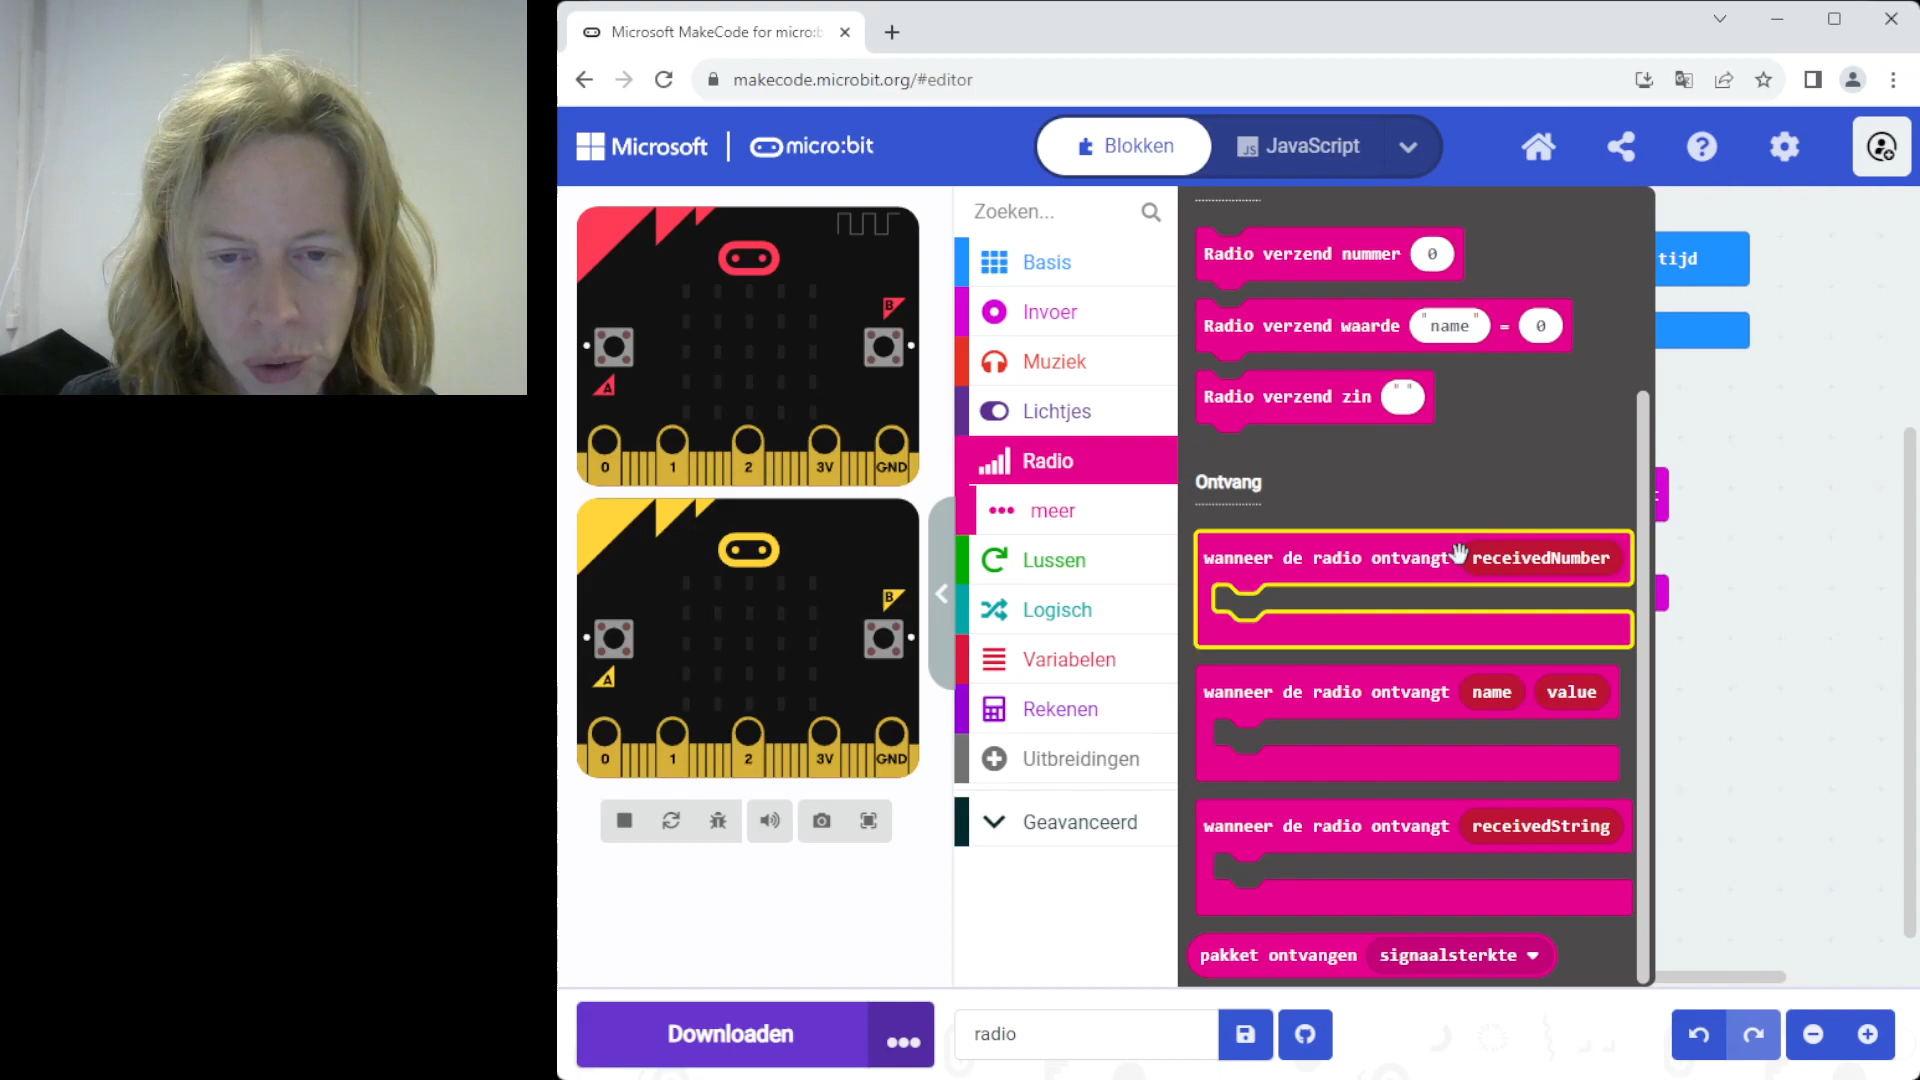 Microsoft MakeCode for micro:b
makecode.microbit.org/#editor
Microsoft
micro:bit
Blokken
JS
JavaScript
Zoeken...
Basis
Invoer
Muziek
Lichtjes
Radio
meer
Lussen
Logisch
Variabelen
Rekenen
Uitbreidingen
Geavanceerd
Radio verzend nummer 0
Radio verzend waarde "name" = 0
Radio verzend zin " "
Ontvang
wanneer de radio ontvangt receivedNumber
wanneer de radio ontvangt name value
wanneer de radio ontvangt receivedString
pakket ontvangen signaalsterkte
tijd
B
A
0 1 2 3V GND
B
A
0 1 2 3V GND
Downloaden
radio